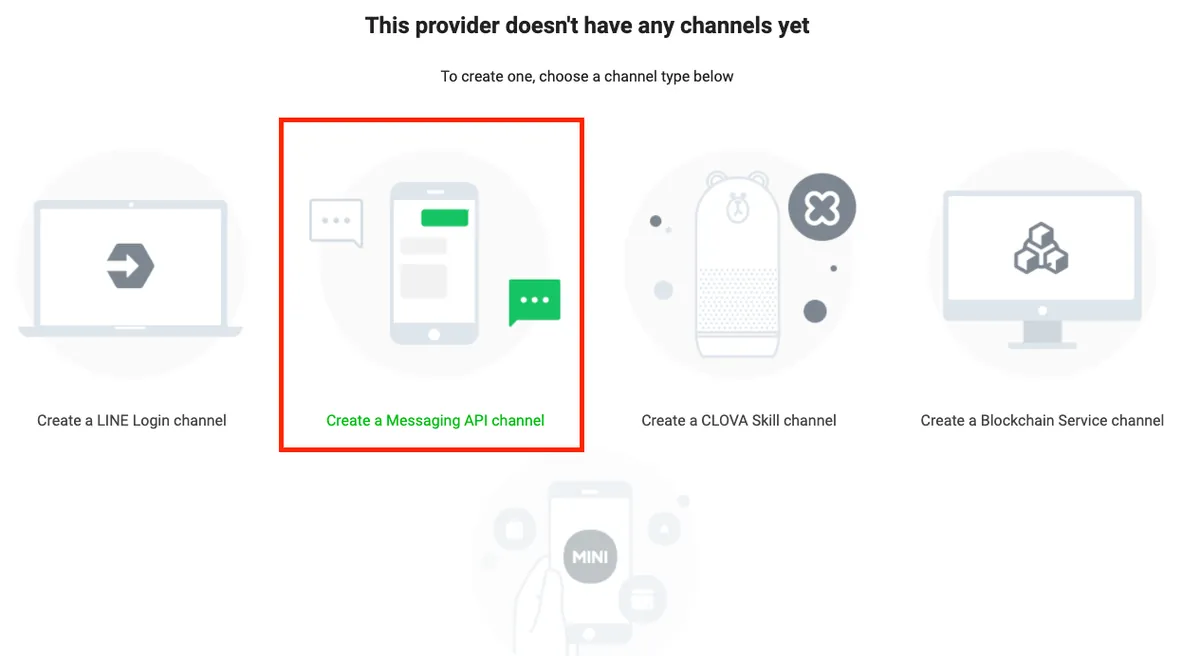 This provider doesn't have any channels yet
To create one, choose a channel type below
Create a LINE Login channel
Create a Messaging API channel
Create a CLOVA Skill channel
Create a Blockchain Service channel
MINI